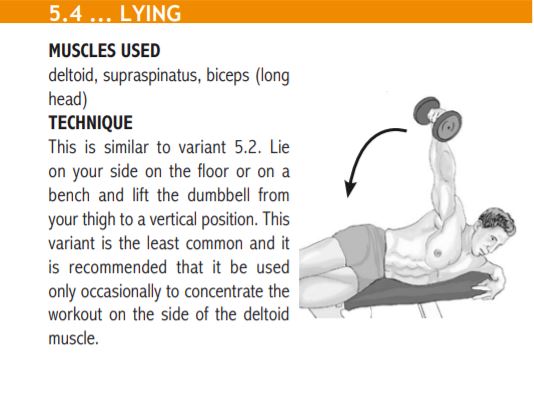 5.4 ... LYING
MUSCLES USED
deltoid, supraspinatus, biceps (long
head)
TECHNIQUE
This is similar to variant 5.2. Lie
on your side on the floor or on a
bench and lift the dumbbell from
your thigh to a vertical position. This
variant is the least common and it
is recommended that it be used
only occasionally to concentrate the
workout on the side of the deltoid
muscle.